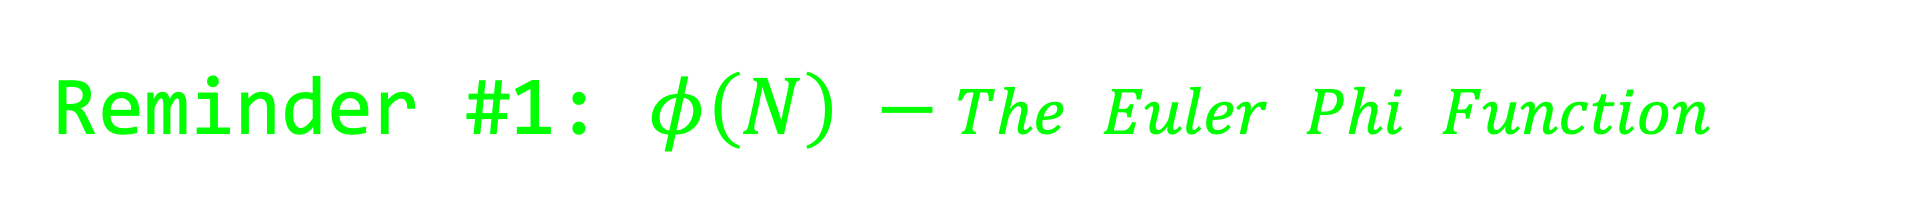 Reminder #1: ϕ(N) − The Euler Phi Function